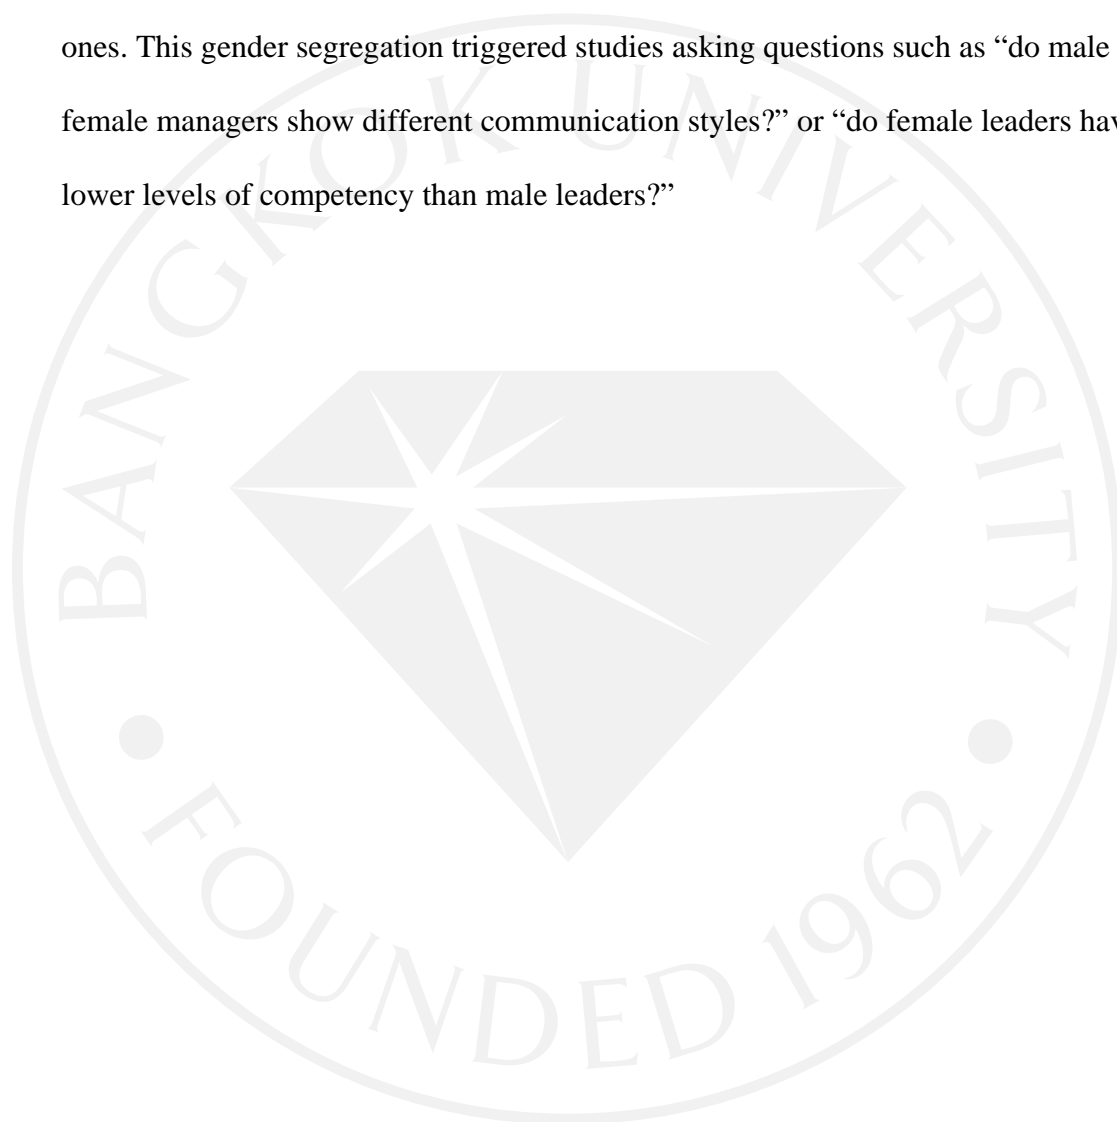 ones. This gender segregation triggered studies asking questions such as “do male
female managers show different communication styles?” or “do female leaders
lower levels of competency than male leaders?”
BANGKOK UNIVERSITY
• FOUNDED 1962 •